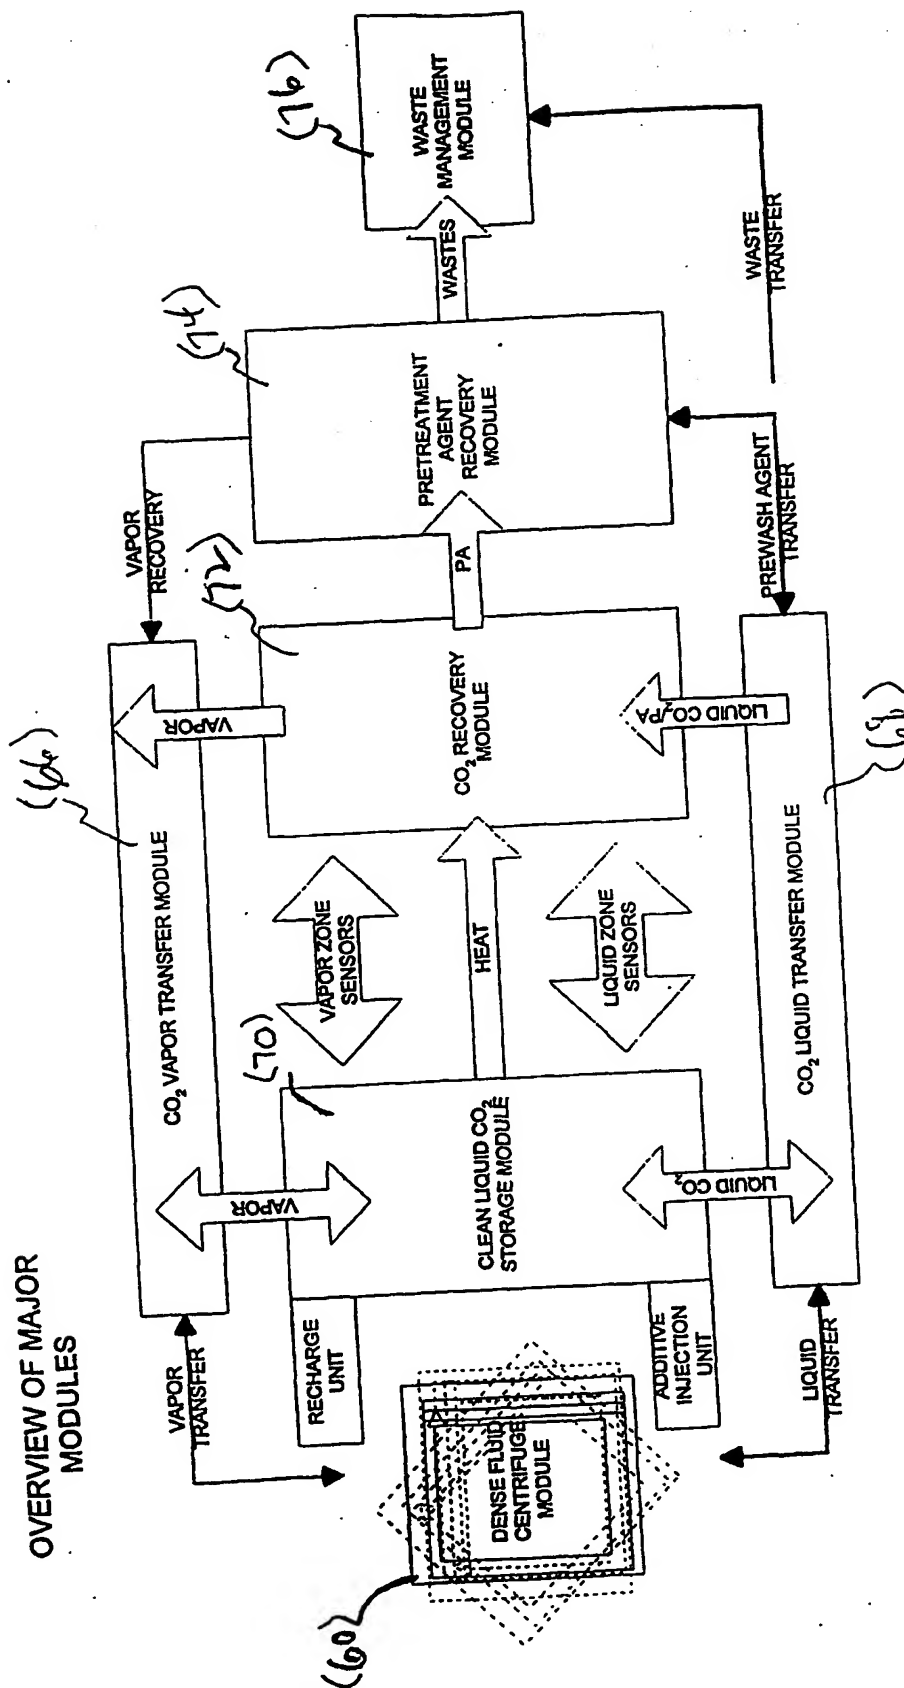 OVERVIEW OF MAJOR
MODULES
(66)
CO₂ VAPOR TRANSFER MODULE
VAPOR
TRANSFER
VAPOR
VAPOR
VAPOR
RECOVERY
(60)
DENSE FLUID
CENTRIFUGE
MODULE
RECHARGE
UNIT
ADDITIVE
INJECTION
UNIT
(70)
CLEAN LIQUID CO₂
STORAGE MODULE
VAPOR ZONE
SENSORS
HEAT
LIQUID ZONE
SENSORS
(72)
CO₂ RECOVERY
MODULE
PA
(74)
PRETREATMENT
AGENT
RECOVERY
MODULE
WASTES
(76)
WASTE
MANAGEMENT
MODULE
LIQUID CO₂
LIQUID CO₂/PA
LIQUID
TRANSFER
CO₂ LIQUID TRANSFER MODULE
PREWASH AGENT
TRANSFER
WASTE
TRANSFER